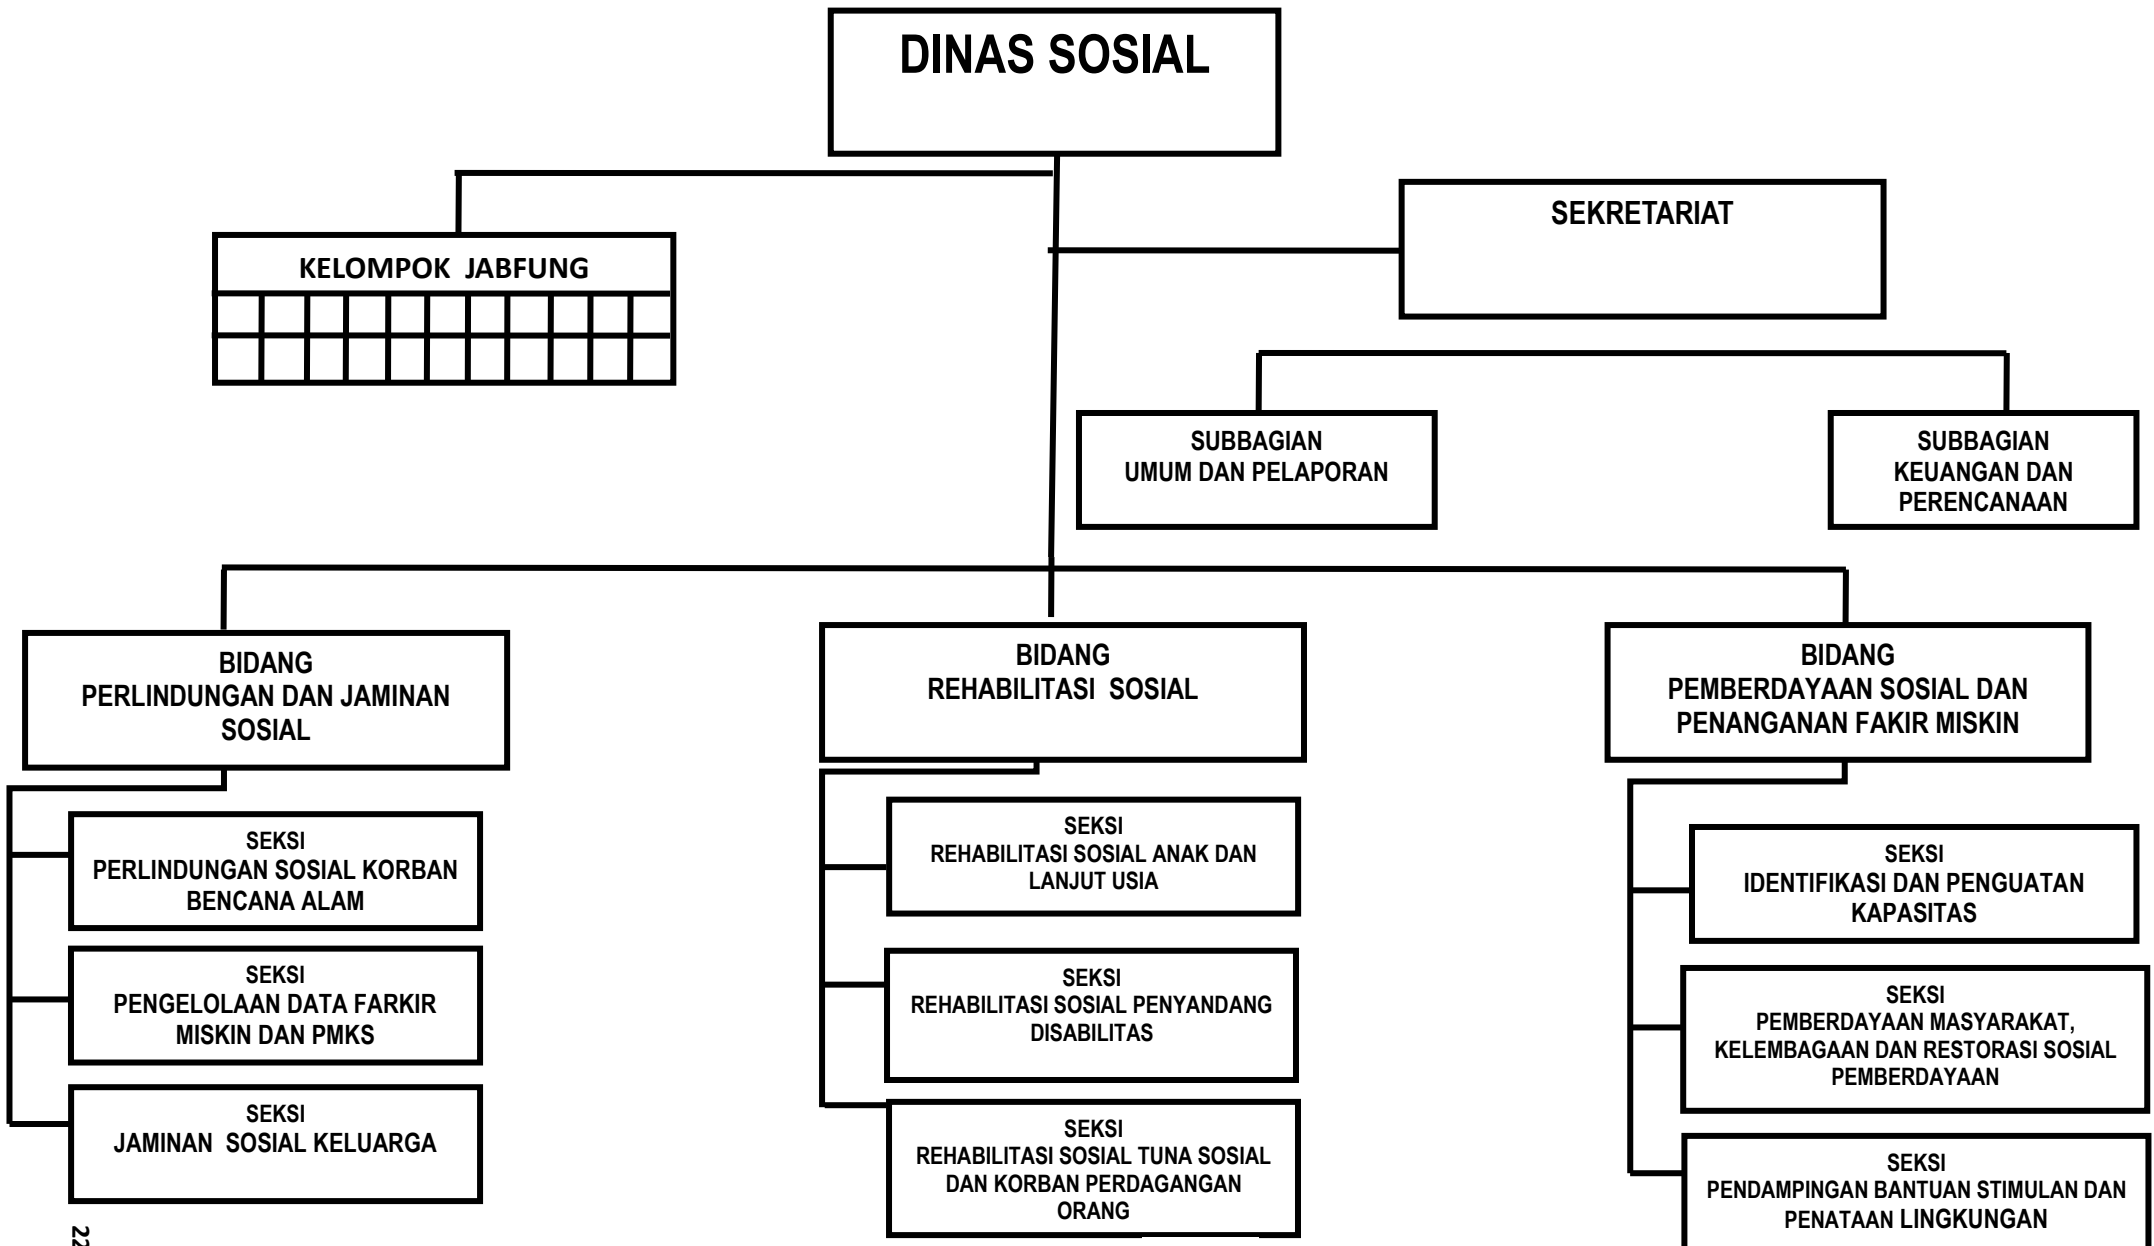 DINAS SOSIAL
SEKRETARIAT
KELOMPOK JABFUNG
SUBBAGIAN
UMUM DAN PELAPORAN
SUBBAGIAN
KEUANGAN DAN
PERENCANAAN
BIDANG
PERLINDUNGAN DAN JAMINAN
SOSIAL
SEKSI
PERLINDUNGAN SOSIAL KORBAN
BENCANA ALAM
SEKSI
PENGELOLAAN DATA FARKIR
MISKIN DAN PMKS
SEKSI
JAMINAN SOSIAL KELUARGA
BIDANG
REHABILITASI SOSIAL
SEKSI
REHABILITASI SOSIAL ANAK DAN
LANJUT USIA
SEKSI
REHABILITASI SOSIAL PENYANDANG
DISABILITAS
SEKSI
REHABILITASI SOSIAL TUNA SOSIAL
DAN KORBAN PERDAGANGAN
ORANG
BIDANG
PEMBERDAYAAN SOSIAL DAN
PENANGANAN FAKIR MISKIN
SEKSI
IDENTIFIKASI DAN PENGUATAN
KAPASITAS
SEKSI
PEMBERDAYAAN MASYARAKAT,
KELEMBAGAAN DAN RESTORASI SOSIAL
PEMBERDAYAAN
SEKSI
PENDAMPINGAN BANTUAN STIMULAN DAN
PENATAAN LINGKUNGAN
22